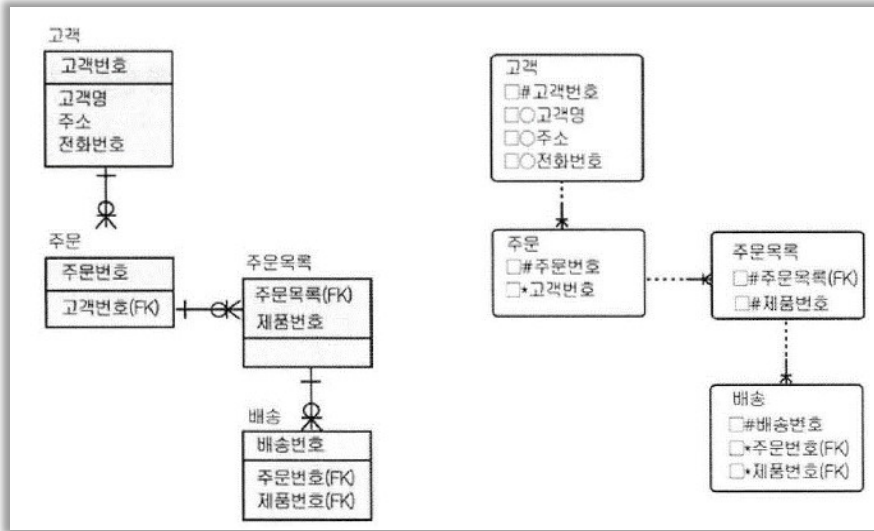 고객
고객번호
고객명
주소
전화번호
주문
주문번호
고객번호(FK)
주문목록
주문목록(FK)
제품번호
배송
배송번호
주문번호(FK)
제품번호(FK)
고객
□#고객번호
□○고객명
□○주소
□○전화번호
주문
□#주문번호
□*고객번호
주문목록
□#주문목록(FK)
□#제품번호
배송
□#배송번호
□*주문번호(FK)
□*제품번호(FK)